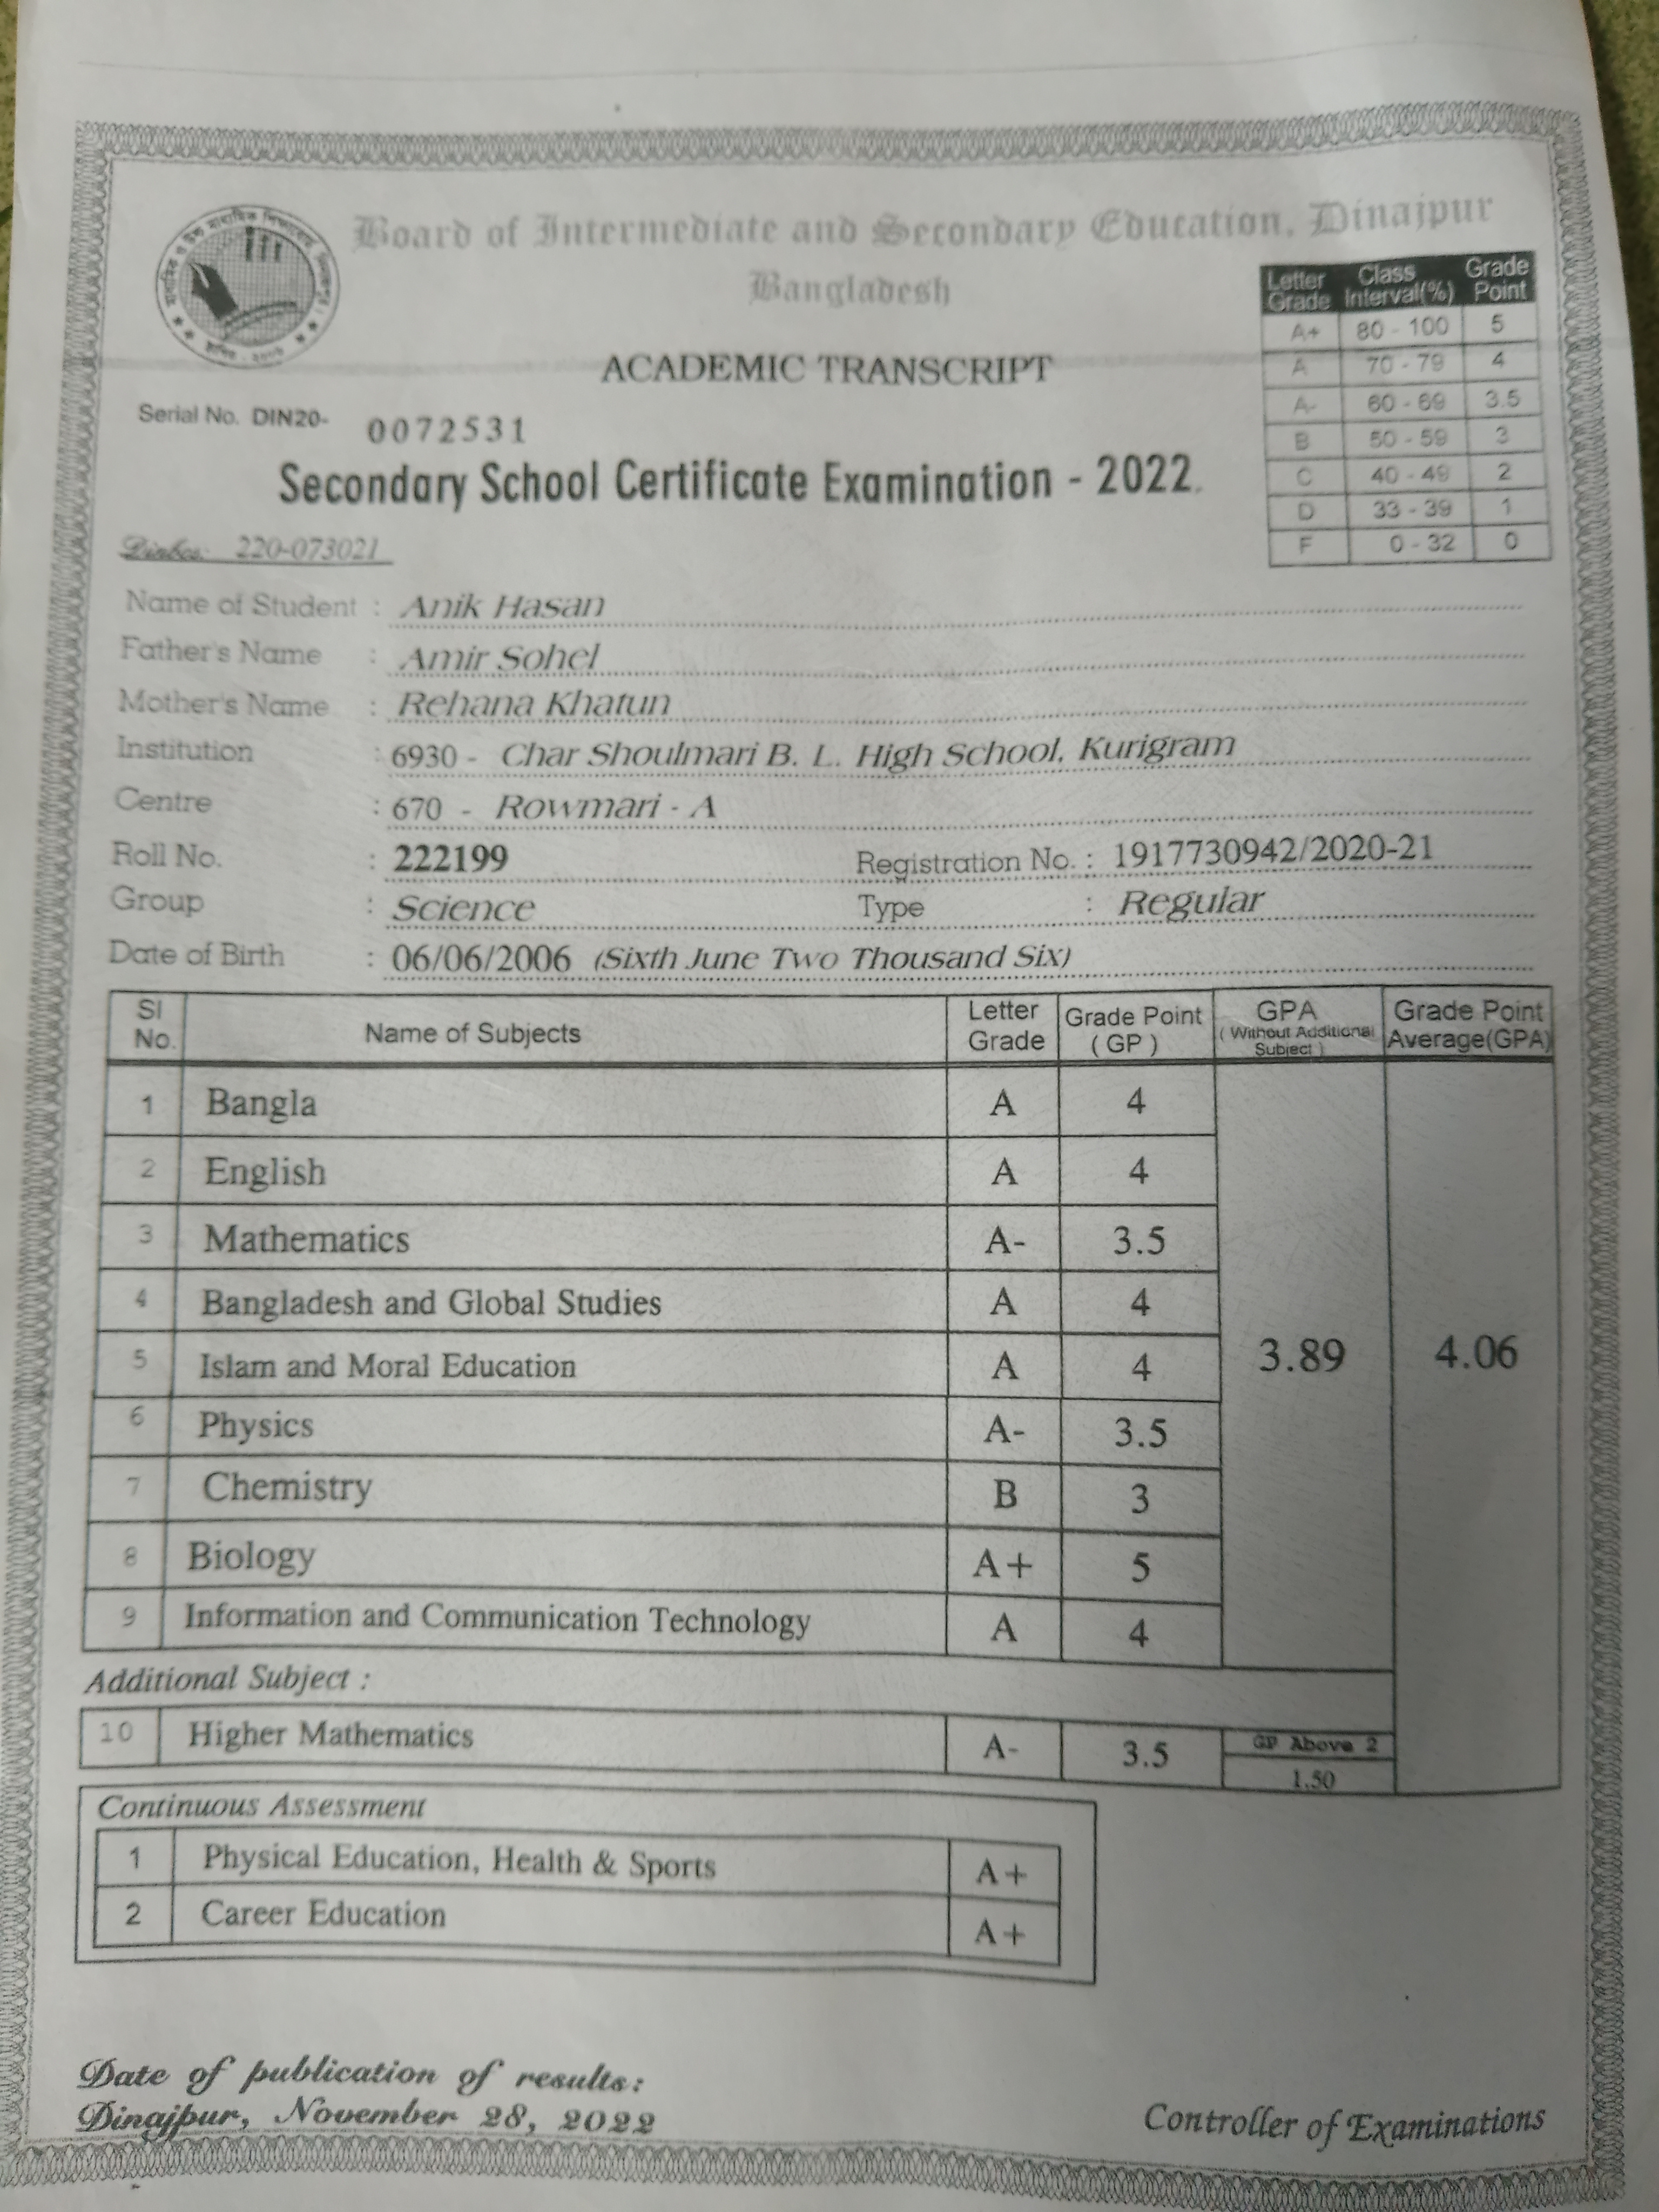 Board of Intermediate and Secondary Education, Dinajpur
Bangladesh
Letter Grade Class Interval(%) Grade Point
A+ 80 - 100 5
A 70 - 79 4
A- 60 - 69 3.5
B 50 - 59 3
C 40 - 49 2
D 33 - 39 1
F 0 - 32 0
ACADEMIC TRANSCRIPT
Serial No. DIN20- 0072531
Secondary School Certificate Examination - 2022
220-073021
Name of Student : Anik Hasan
Father's Name : Amir Sohel
Mother's Name : Rehana Khatun
Institution : 6930 - Char Shoulmari B. L. High School, Kurigram
Centre : 670 - Rowmari - A
Roll No. : 222199 Registration No. : 1917730942/2020-21
Group : Science Type : Regular
Date of Birth : 06/06/2006 (Sixth June Two Thousand Six)
Sl No. Name of Subjects Letter Grade Grade Point ( GP ) GPA ( Without Additional Subject ) Grade Point Average(GPA)
1 Bangla A 4
2 English A 4
3 Mathematics A- 3.5
4 Bangladesh and Global Studies A 4
5 Islam and Moral Education A 4 3.89 4.06
6 Physics A- 3.5
7 Chemistry B 3
8 Biology A+ 5
9 Information and Communication Technology A 4
Additional Subject :
10 Higher Mathematics A- 3.5 GP Above 2
1.50
Continuous Assessment
1 Physical Education, Health & Sports A+
2 Career Education A+
Date of publication of results:
Dinajpur, November 28, 2022
Controller of Examinations